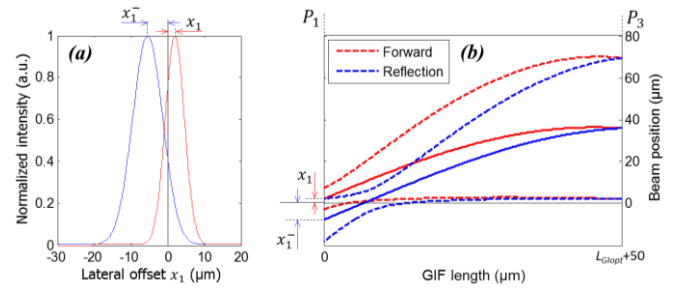 x₁⁻ x₁
(a)
Normalized intensity (a.u.)
1
0.8
0.6
0.4
0.2
0
-30 -20 -10 0 10 20
Lateral offset x₁ (µm)
P₁ P₃
Forward
Reflection
(b)
x₁
x₁⁻
80
60
40
20
0
Beam position (µm)
0 L_GIopt+50
GIF length (µm)